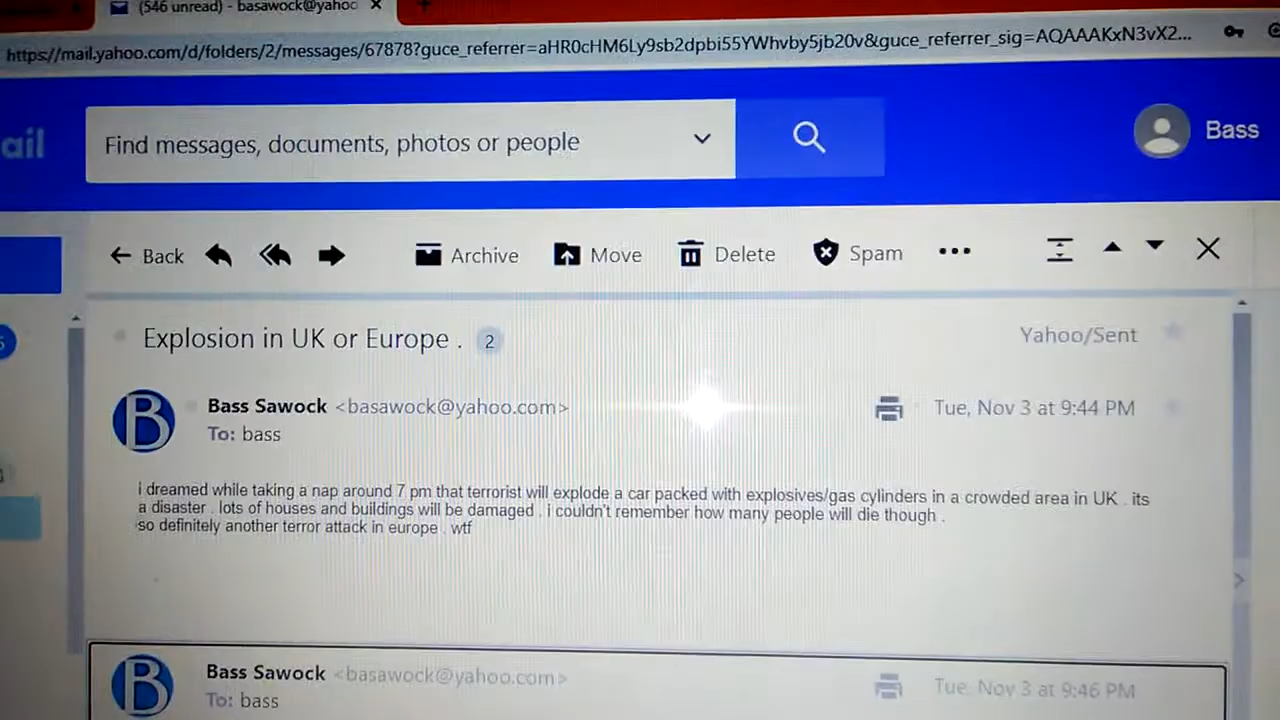 (546 unread) - basawock@yahoo
https://mail.yahoo.com/d/folders/2/messages/67878?guce_referrer=aHR0cHM6Ly9sb2dpbi55YWhvby5jb20v&guce_referrer_sig=AQAAAKxN3vX2...
ail
Find messages, documents, photos or people
Bass
Back
Archive
Move
Delete
Spam
Explosion in UK or Europe . 2
Yahoo/Sent
Bass Sawock <basawock@yahoo.com>
Tue, Nov 3 at 9:44 PM
To: bass
i dreamed while taking a nap around 7 pm that terrorist will explode a car packed with explosives/gas cylinders in a crowded area in UK . its
a disaster . lots of houses and buildings will be damaged . i couldn't remember how many people will die though .
so definitely another terror attack in europe . wtf
B
Bass Sawock <basawock@yahoo.com>
Tue, Nov 3 at 9:46 PM
To: bass
B